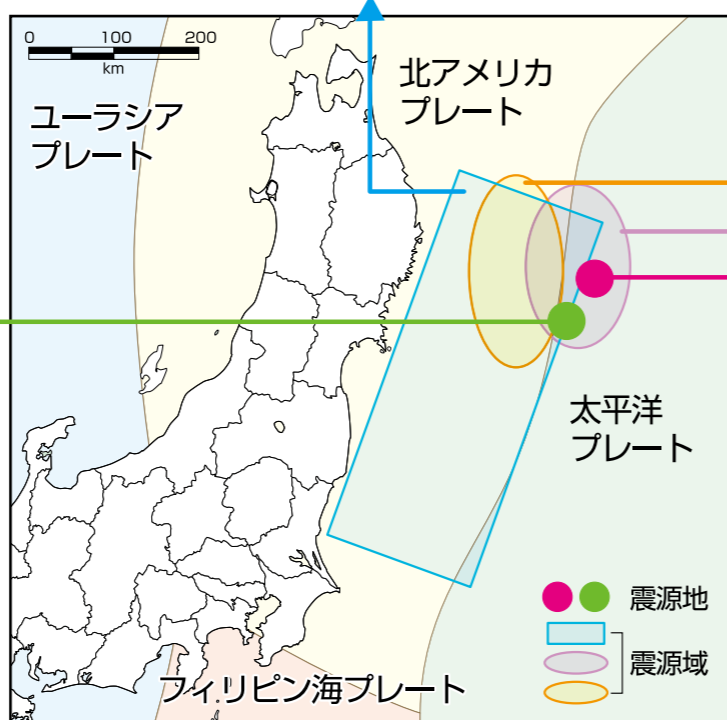 0 100 200
km
ユーラシア
プレート
北アメリカ
プレート
太平洋
プレート
震源地
震源域
フィリピン海プレート